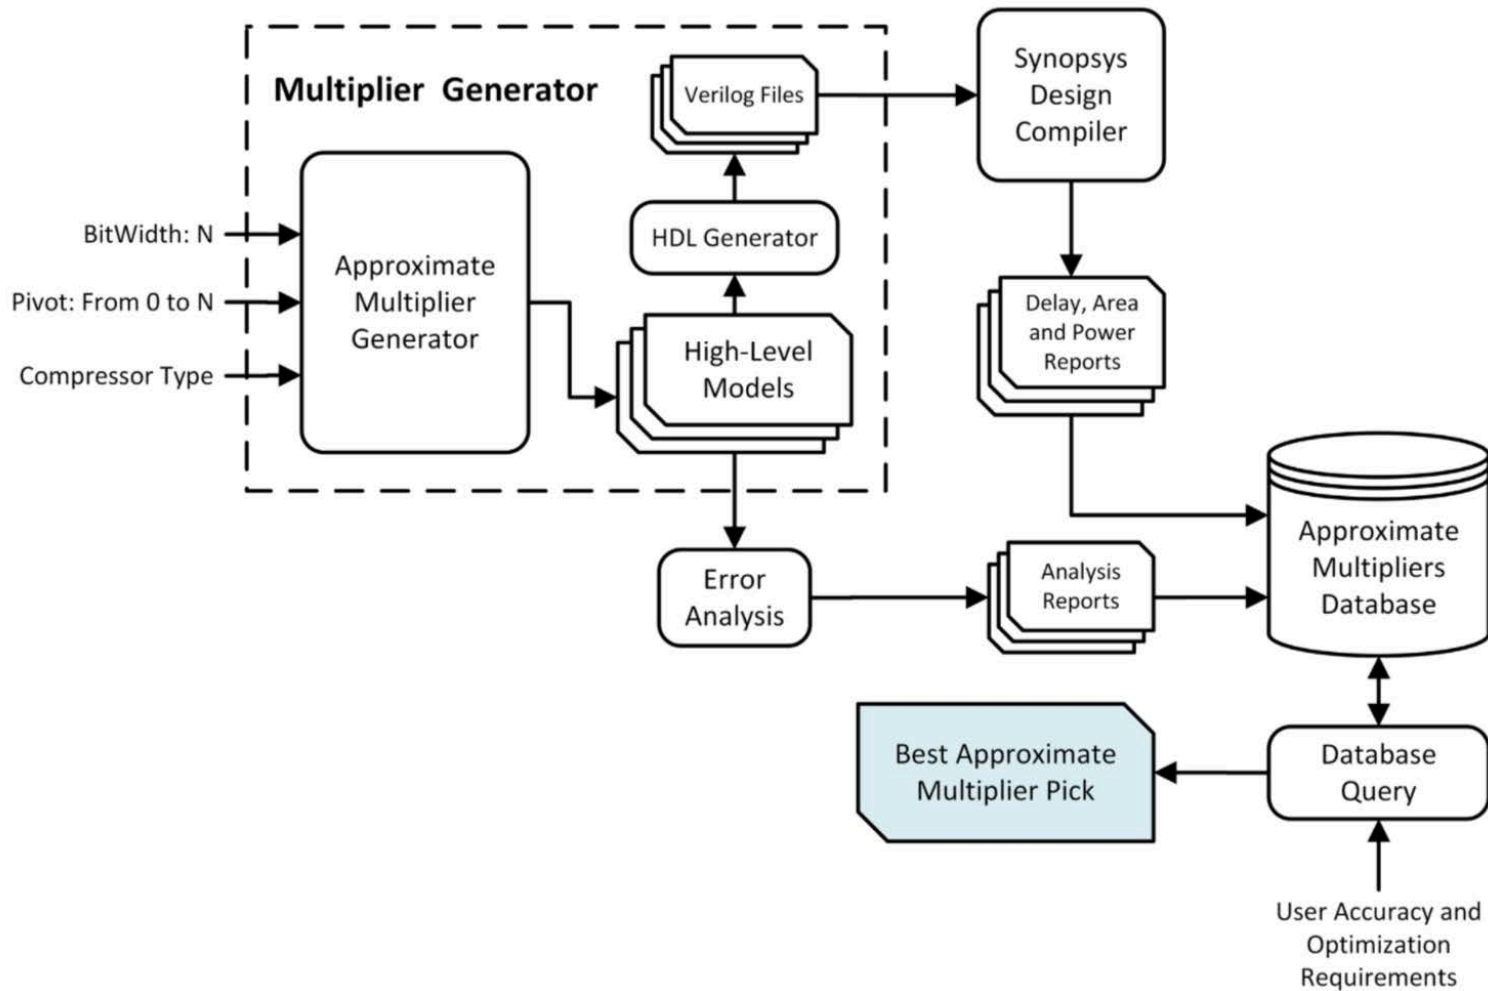 Multiplier Generator
Verilog Files
Synopsys
Design
Compiler
BitWidth: N
Pivot: From 0 to N
Compressor Type
Approximate
Multiplier
Generator
HDL Generator
High-Level
Models
Delay, Area
and Power
Reports
Error
Analysis
Analysis
Reports
Approximate
Multipliers
Database
Best Approximate
Multiplier Pick
Database
Query
User Accuracy and
Optimization
Requirements